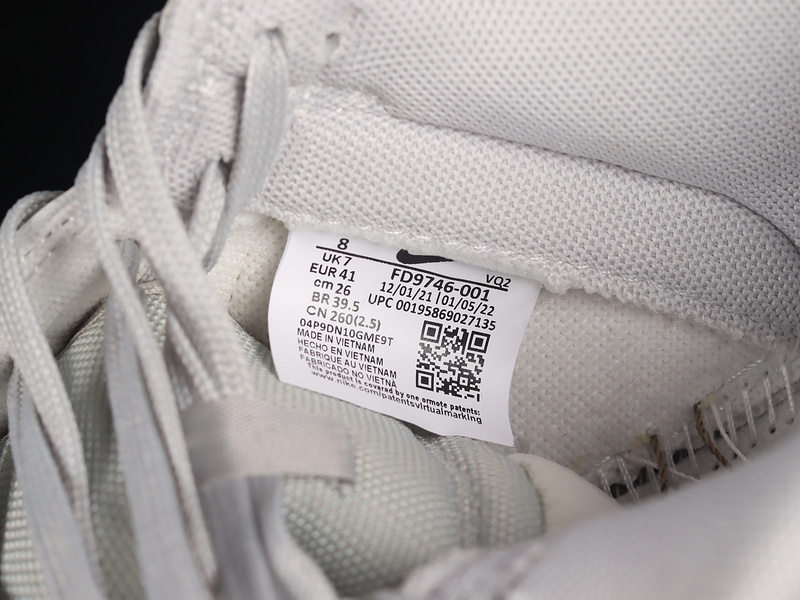 8
UK 7
EUR 41
cm 26
BR 39.5
CN 260(2.5)
VQ2
FD9746-001
12/01/21 | 01/05/22
UPC 00195869027135
04P9DN10GME9T
MADE IN VIETNAM
HECHO EN VIETNAM
FABRIQUE AU VIETNAM
FABRICADO NO VIETNA
This product is covered by one ormote patents:
www.nike.com/patentsvirtualmarking